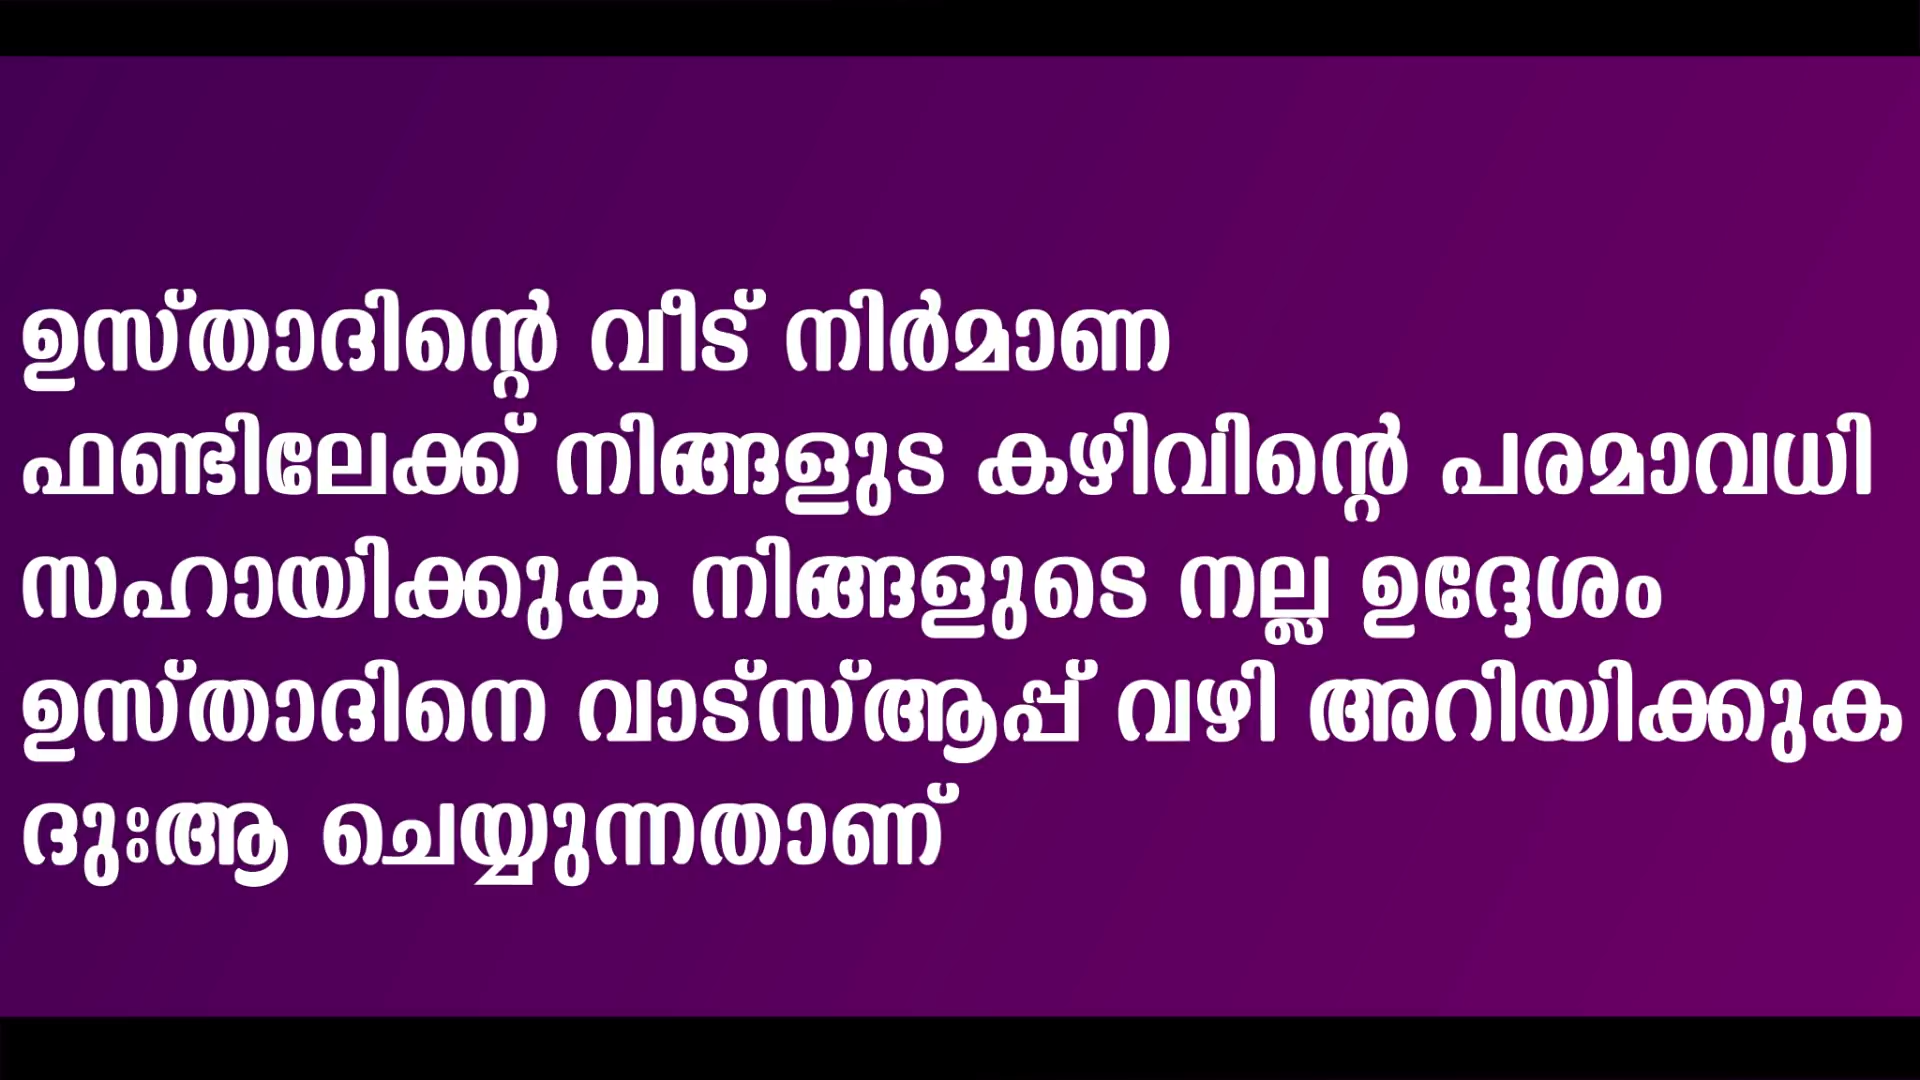 ഉസ്താദിന്റെ വീട് നിർമാണ
ഫണ്ടിലേക്ക് നിങ്ങളുട കഴിവിന്റെ പരമാവധി
സഹായിക്കുക നിങ്ങളുടെ നല്ല ഉദ്ദേശം
ഉസ്താദിനെ വാട്സ്ആപ്പ് വഴി അറിയിക്കുക
ദുഃആ ചെയ്യുന്നതാണ്